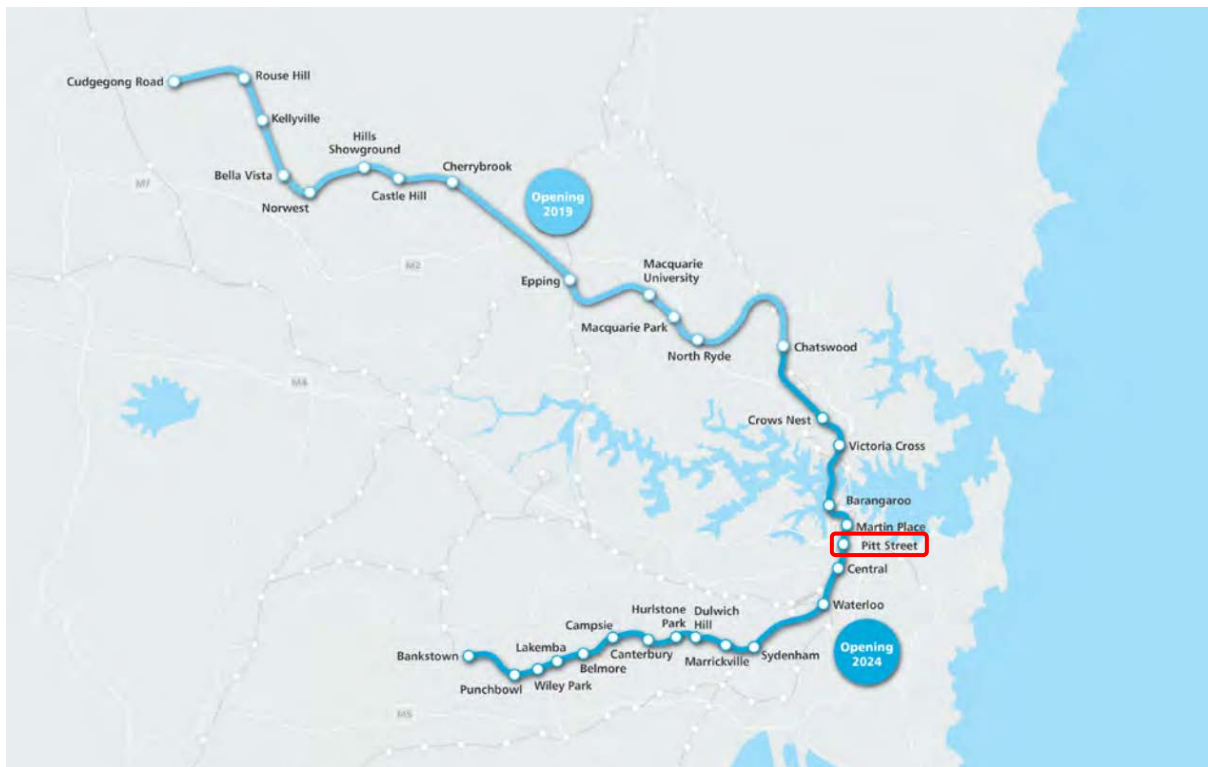 Cudgegong Road
Rouse Hill
Kellyville
Hills
Showground
Bella Vista
Norwest
Castle Hill
Cherrybrook
M7
Opening
2019
M2
Epping
Macquarie
University
Macquarie Park
North Ryde
Chatswood
M4
Crows Nest
Victoria Cross
Barangaroo
Martin Place
Pitt Street
Central
Waterloo
Hurlstone
Park
Dulwich
Hill
Campsie
Lakemba
Canterbury
Marrickville
Sydenham
Opening
2024
Bankstown
Belmore
Punchbowl
Wiley Park
M5